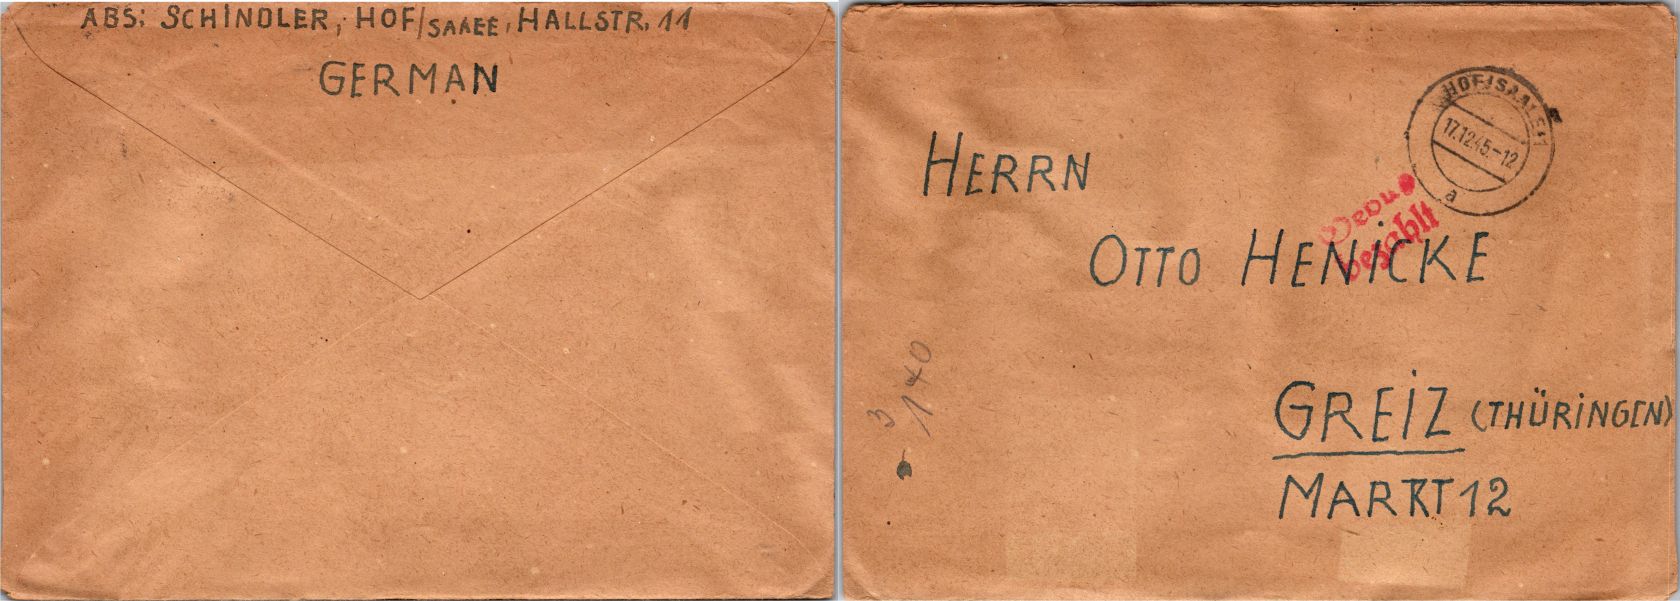 ABS: SCHINDLER, HOF/SAALE, HALLSTR. 11
GERMAN
HOF (SAALE) 1
17.12.45.-12
a
bezahlt
HERRN
OTTO HENICKE
GREIZ (THÜRINGEN)
MARKT 12
3
140